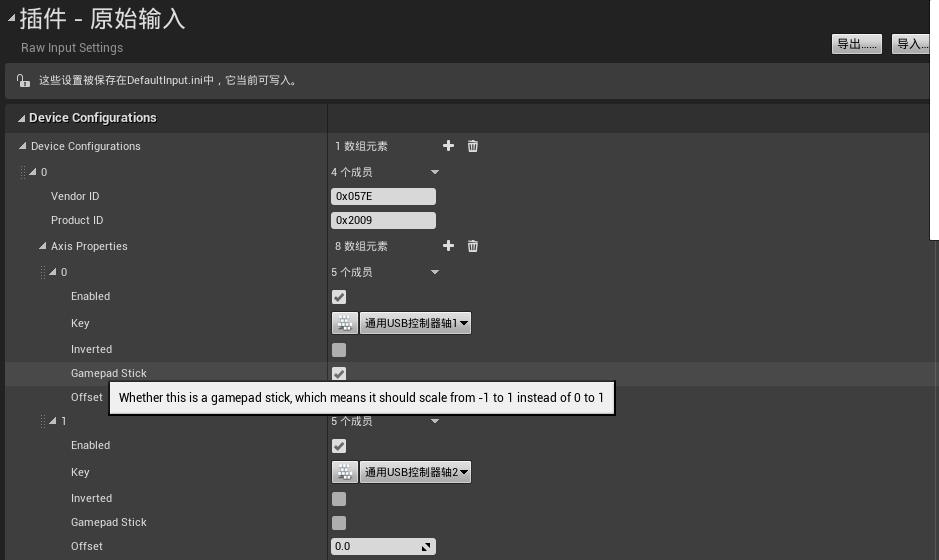 插件 - 原始输入
Raw Input Settings
导出......
导入...
这些设置被保存在DefaultInput.ini中，它当前可写入。
Device Configurations
Device Configurations 1 数组元素
0 4 个成员
Vendor ID 0x057E
Product ID 0x2009
Axis Properties 8 数组元素
0 5 个成员
Enabled
Key 通用USB控制器轴1
Inverted
Gamepad Stick
Offset
Whether this is a gamepad stick, which means it should scale from -1 to 1 instead of 0 to 1
1 5 个成员
Enabled
Key 通用USB控制器轴2
Inverted
Gamepad Stick
Offset 0.0